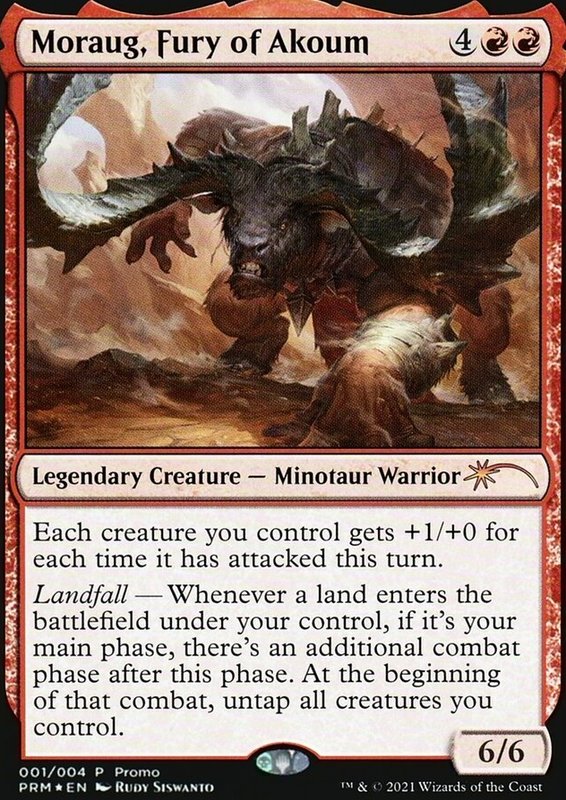 Moraug, Fury of Akoum 4
Legendary Creature — Minotaur Warrior
Each creature you control gets +1/+0 for
each time it has attacked this turn.
Landfall — Whenever a land enters the
battlefield under your control, if it's your
main phase, there's an additional combat
phase after this phase. At the beginning
of that combat, untap all creatures you
control.
6/6
001/004 P Promo
PRM★EN RUDY SISWANTO
™ & © 2021 Wizards of the Coast